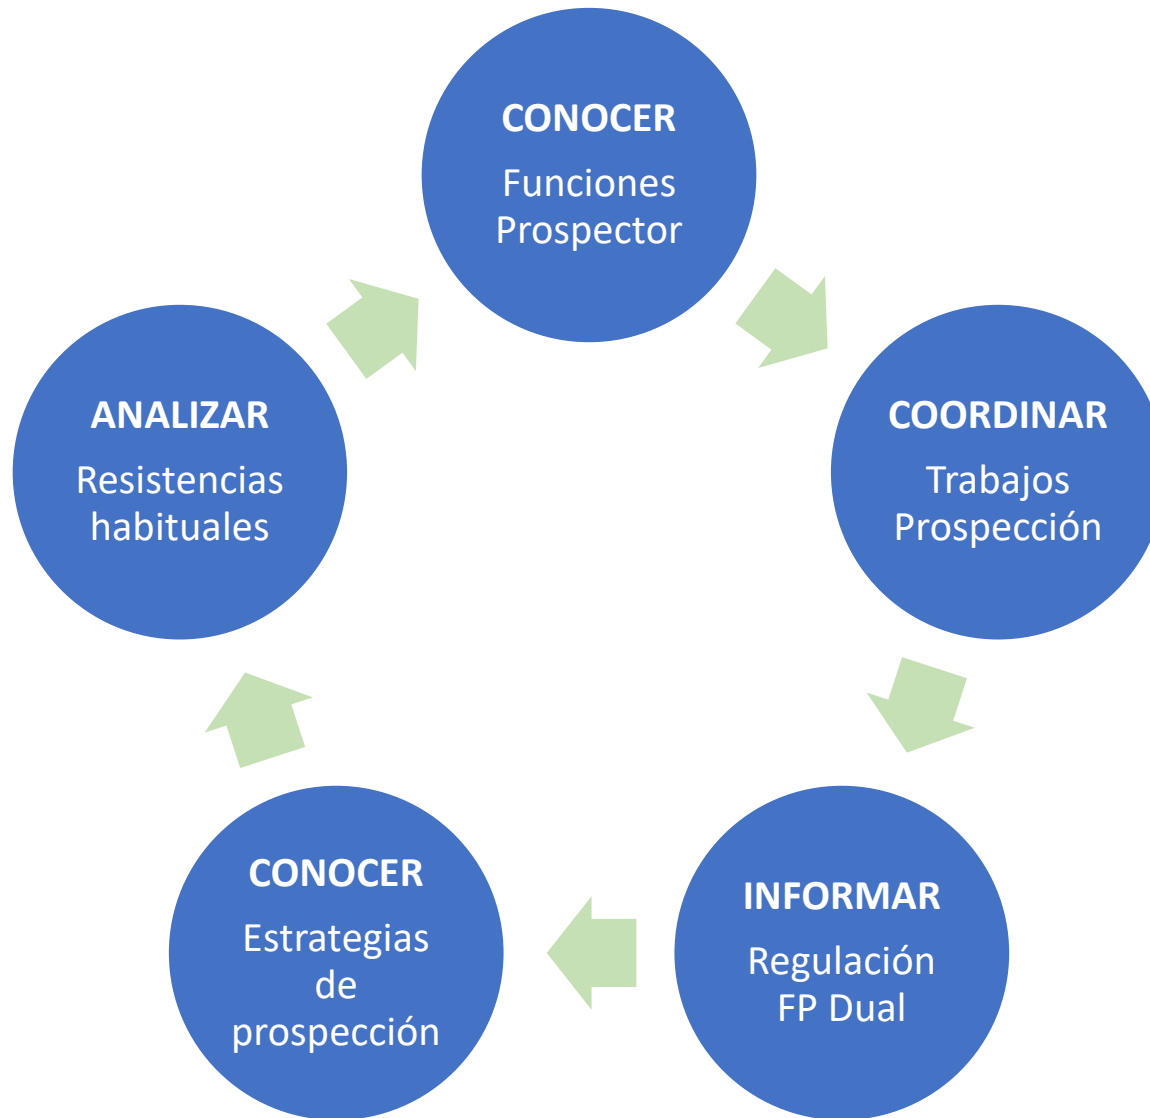 CONOCER
Funciones
Prospector
COORDINAR
Trabajos
Prospección
INFORMAR
Regulación
FP Dual
CONOCER
Estrategias
de
prospección
ANALIZAR
Resistencias
habituales